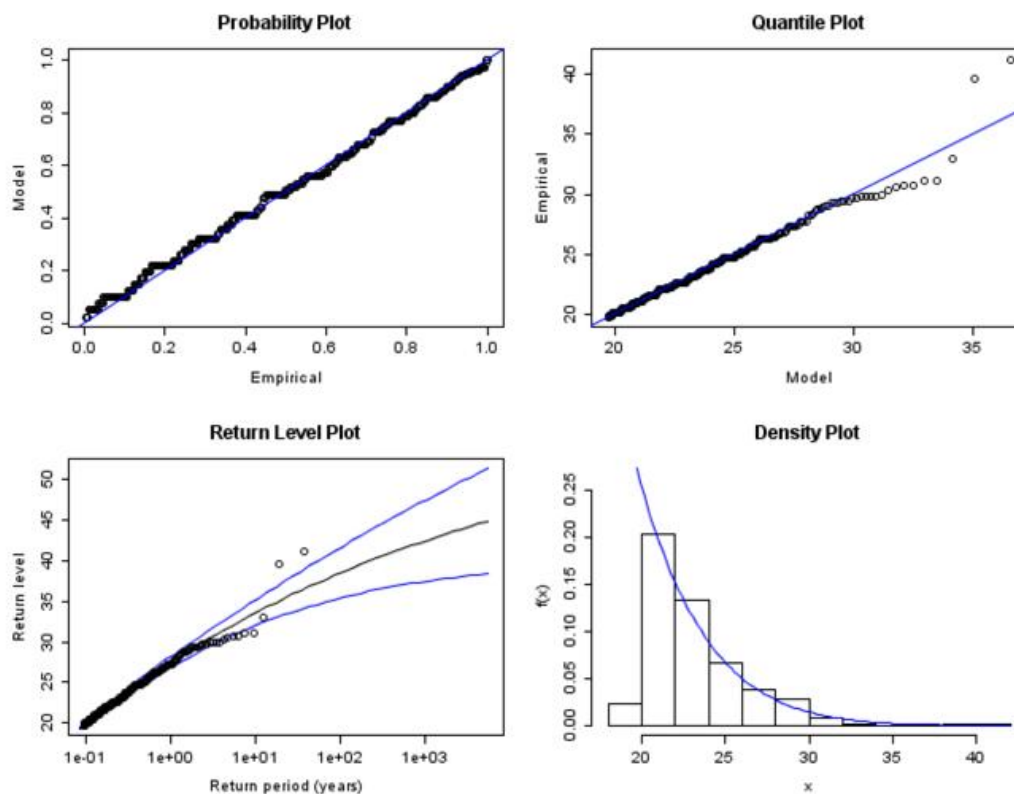 Probability Plot
Model
0.0 0.2 0.4 0.6 0.8 1.0
0.0 0.2 0.4 0.6 0.8 1.0
Empirical
Quantile Plot
Empirical
20 25 30 35 40
20 25 30 35
Model
Return Level Plot
Return level
20 25 30 35 40 45 50
1e-01 1e+00 1e+01 1e+02 1e+03
Return period (years)
Density Plot
f(x)
0.00 0.05 0.10 0.15 0.20 0.25
20 25 30 35 40
x